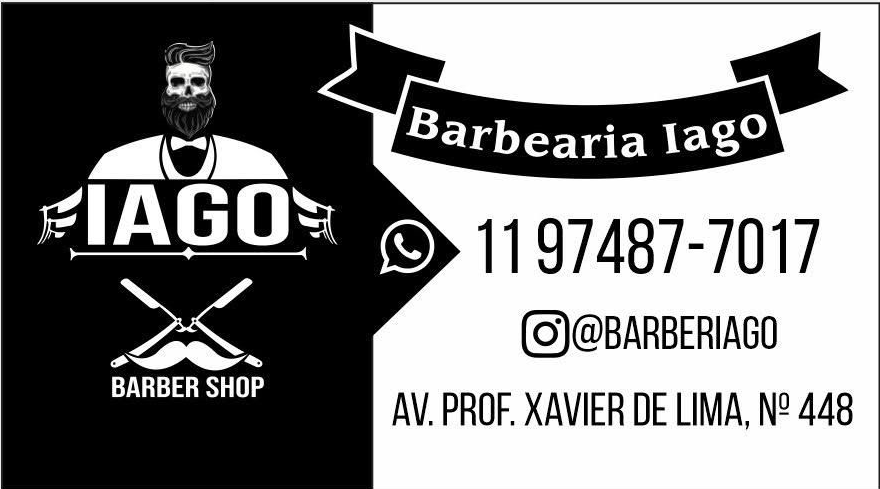 IAGO
BARBER SHOP
Barbearia Iago
11 97487-7017
@BARBERIAGO
AV. PROF. XAVIER DE LIMA, Nº 448